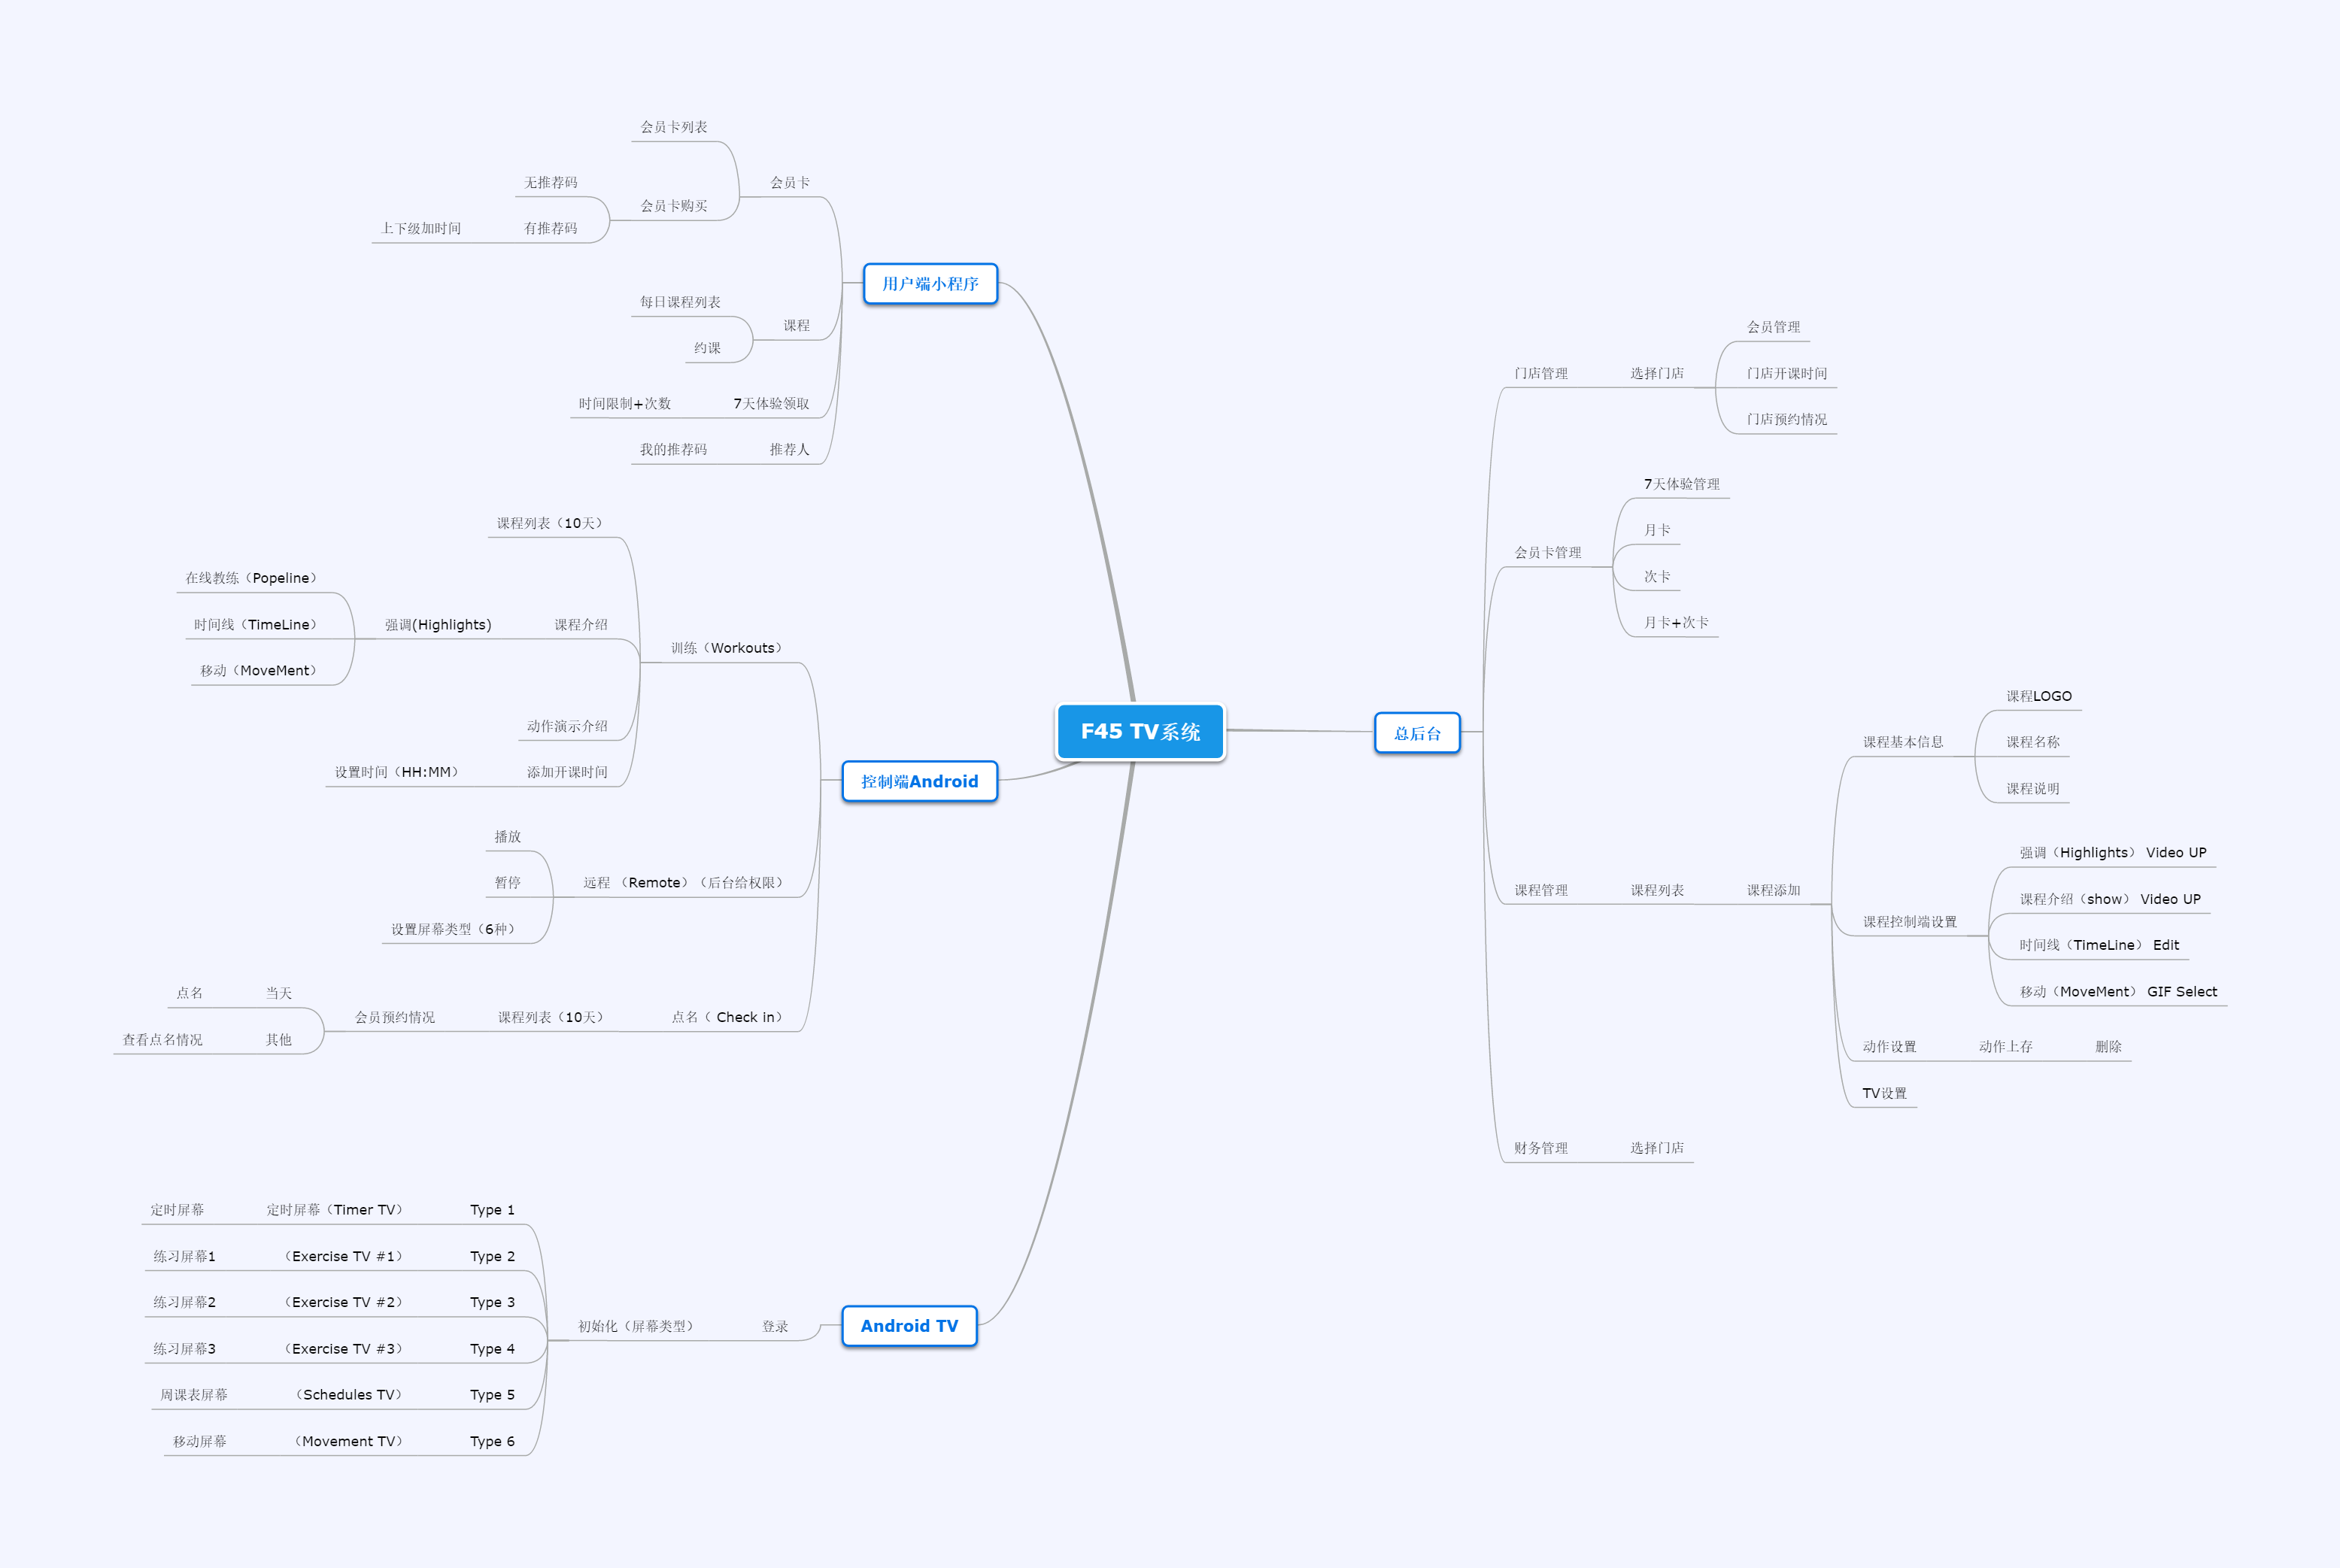 F45 TV系统
用户端小程序
会员卡
会员卡列表
会员卡购买
无推荐码
有推荐码
上下级加时间
课程
每日课程列表
约课
7天体验领取
时间限制+次数
推荐人
我的推荐码
控制端Android
训练（Workouts）
课程列表（10天）
课程介绍
强调(Highlights)
在线教练（Popeline）
时间线（TimeLine）
移动（MoveMent）
动作演示介绍
添加开课时间
设置时间（HH:MM）
远程 （Remote）（后台给权限）
播放
暂停
设置屏幕类型（6种）
点名（ Check in）
课程列表（10天）
会员预约情况
当天
点名
其他
查看点名情况
Android TV
登录
初始化（屏幕类型）
Type 1
定时屏幕（Timer TV）
定时屏幕
Type 2
（Exercise TV #1）
练习屏幕1
Type 3
（Exercise TV #2）
练习屏幕2
Type 4
（Exercise TV #3）
练习屏幕3
Type 5
（Schedules TV）
周课表屏幕
Type 6
（Movement TV）
移动屏幕
总后台
门店管理
选择门店
会员管理
门店开课时间
门店预约情况
会员卡管理
7天体验管理
月卡
次卡
月卡+次卡
课程管理
课程列表
课程添加
课程基本信息
课程LOGO
课程名称
课程说明
课程控制端设置
强调（Highlights） Video UP
课程介绍（show） Video UP
时间线（TimeLine） Edit
移动（MoveMent） GIF Select
动作设置
动作上存
删除
TV设置
财务管理
选择门店